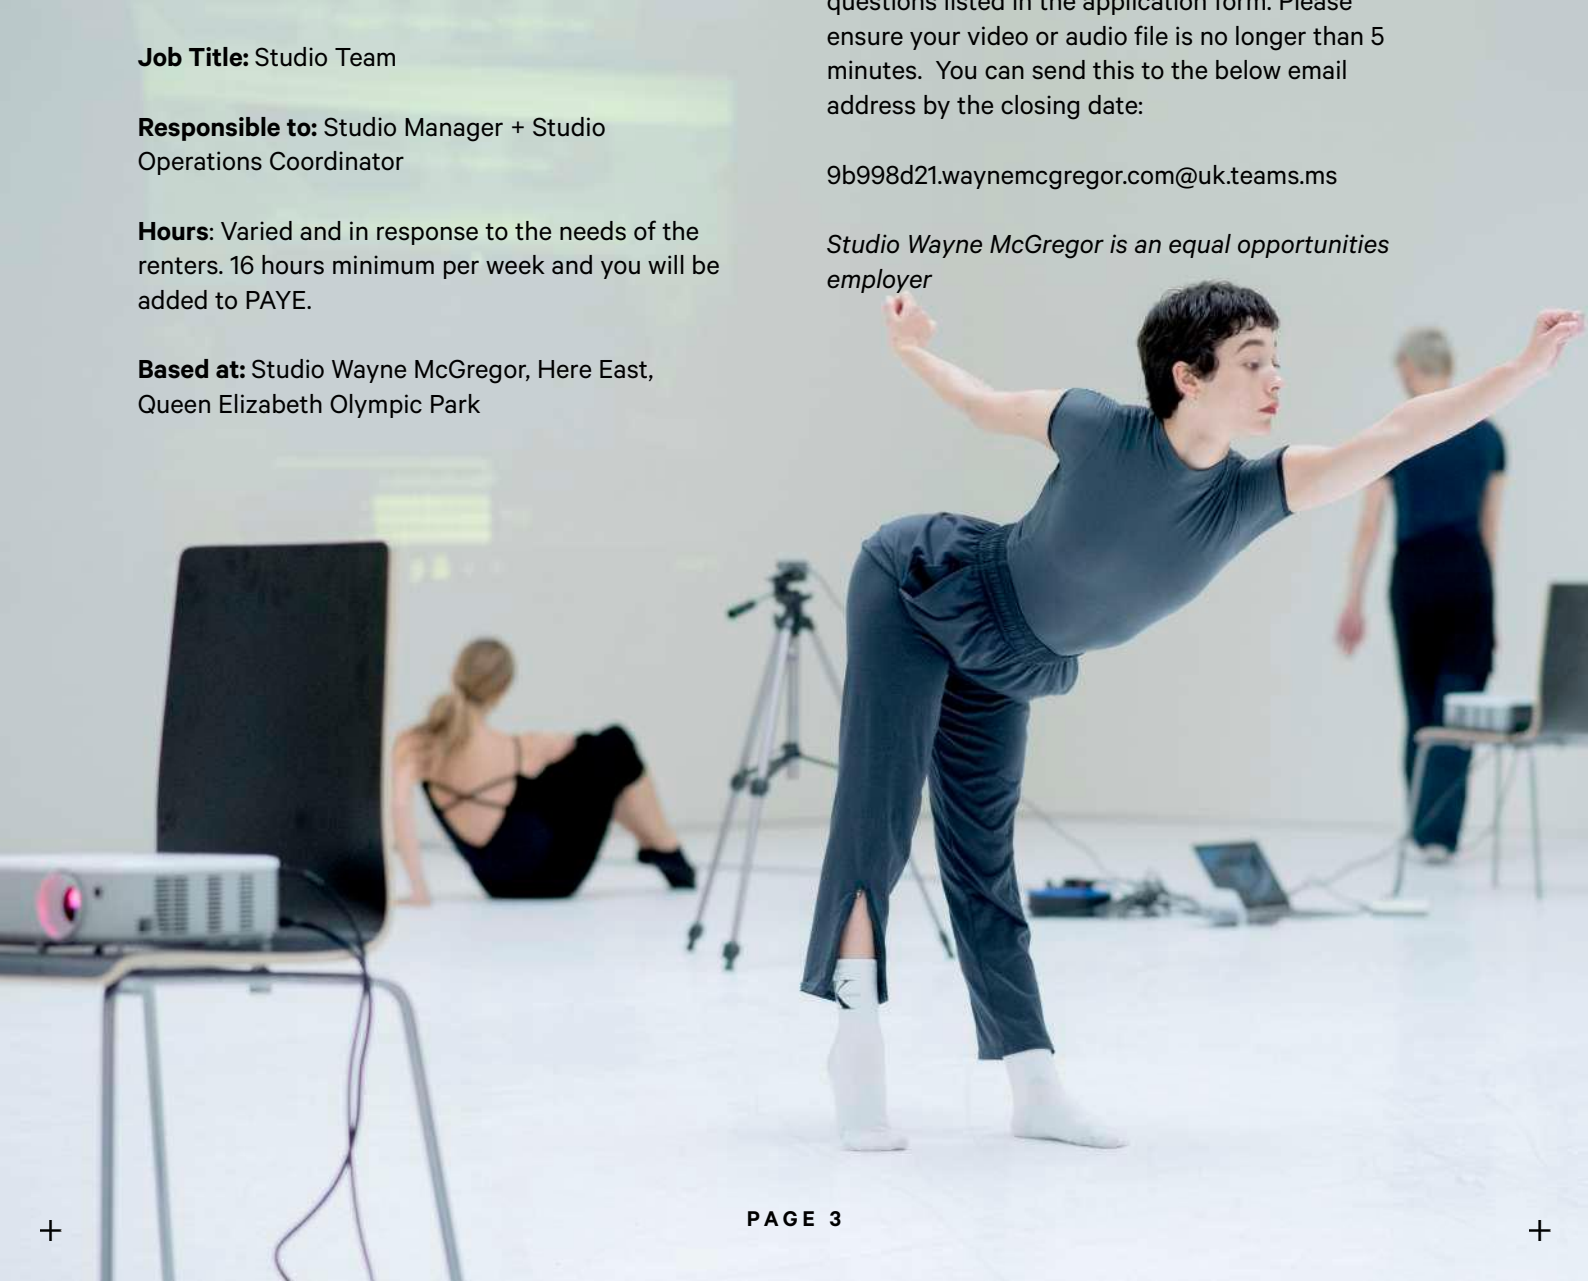 Job Title: Studio Team
Responsible to: Studio Manager + Studio
Operations Coordinator
Hours: Varied and in response to the needs of the
renters. 16 hours minimum per week and you will be
added to PAYE.
Based at: Studio Wayne McGregor, Here East,
Queen Elizabeth Olympic Park
questions listed in the application form. Please
ensure your video or audio file is no longer than 5
minutes.  You can send this to the below email
address by the closing date:
9b998d21.waynemcgregor.com@uk.teams.ms
Studio Wayne McGregor is an equal opportunities
employer
PAGE 3